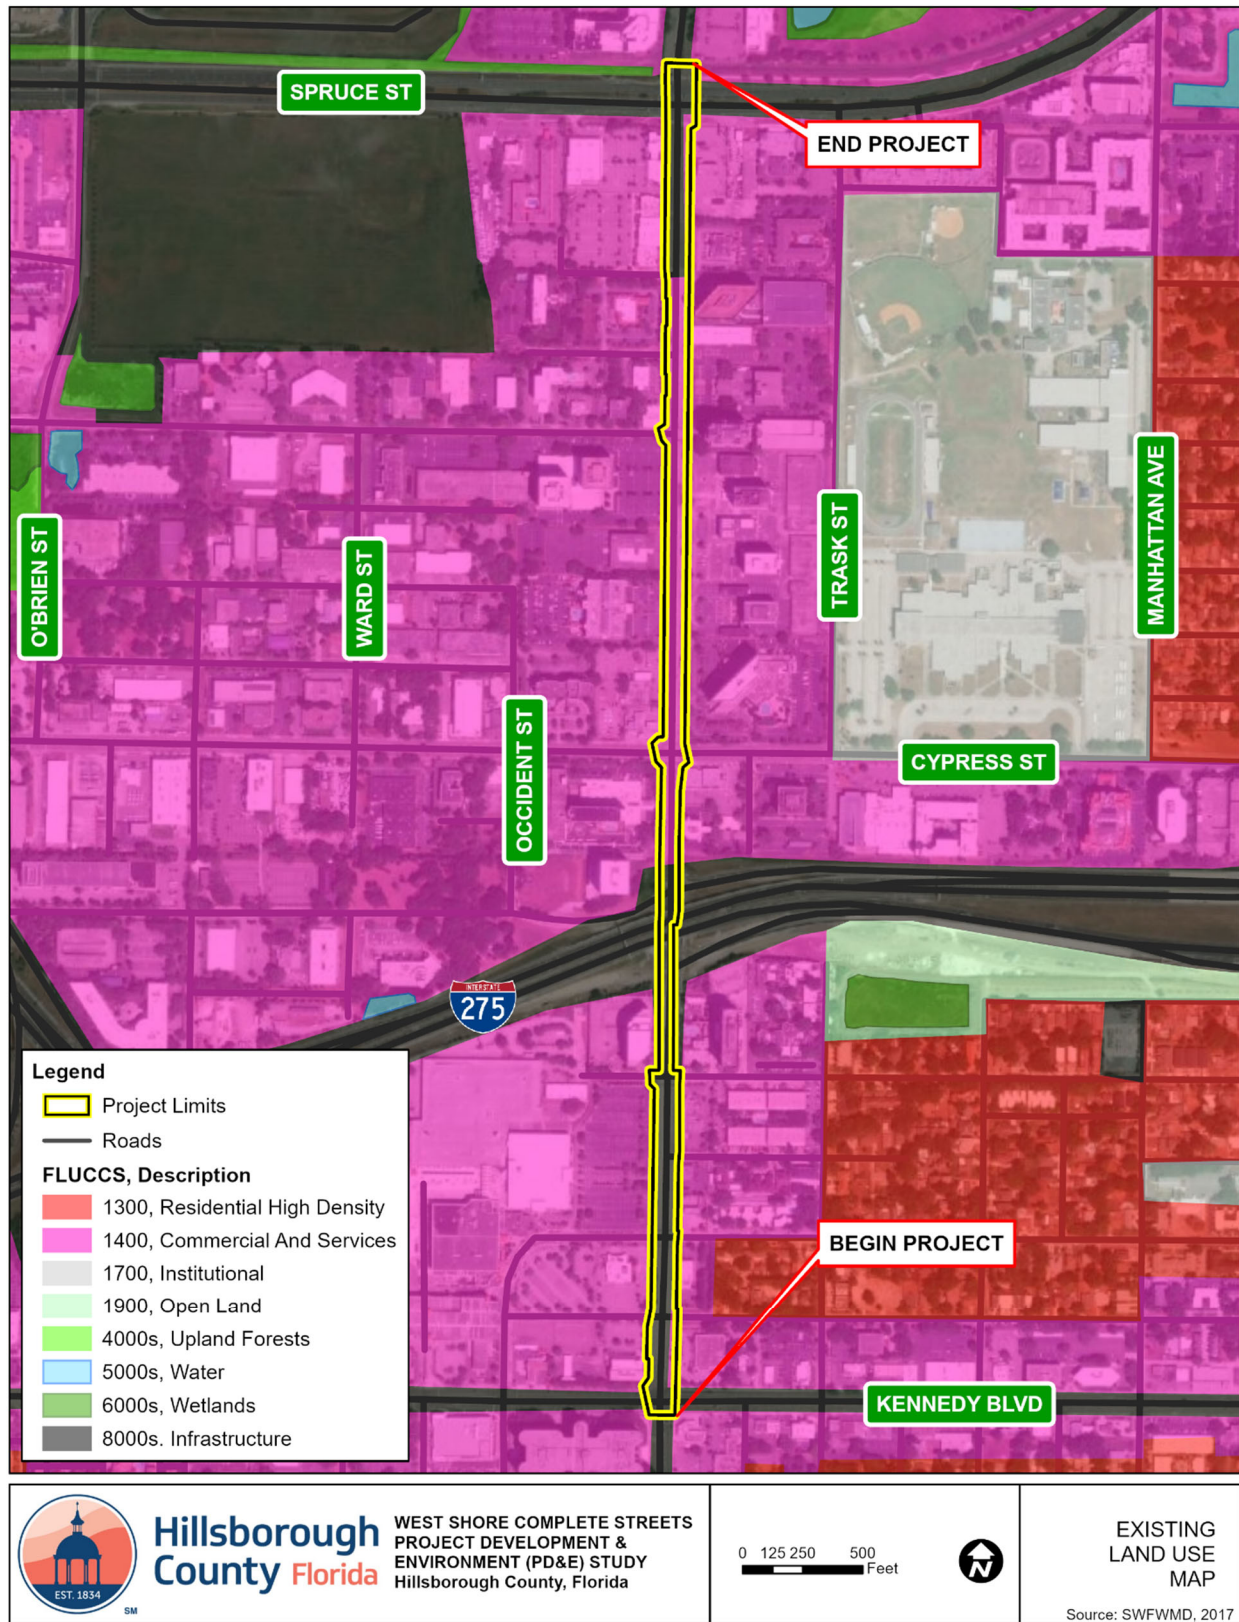 SPRUCE ST
END PROJECT
O'BRIEN ST
WARD ST
OCCIDENT ST
TRASK ST
MANHATTAN AVE
CYPRESS ST
INTERSTATE
275
BEGIN PROJECT
KENNEDY BLVD
Legend
Project Limits
Roads
FLUCCS, Description
1300, Residential High Density
1400, Commercial And Services
1700, Institutional
1900, Open Land
4000s, Upland Forests
5000s, Water
6000s, Wetlands
8000s. Infrastructure
EST. 1834
SM
Hillsborough
County Florida
WEST SHORE COMPLETE STREETS
PROJECT DEVELOPMENT &
ENVIRONMENT (PD&E) STUDY
Hillsborough County, Florida
0 125 250 500
Feet
N
EXISTING
LAND USE
MAP
Source: SWFWMD, 2017